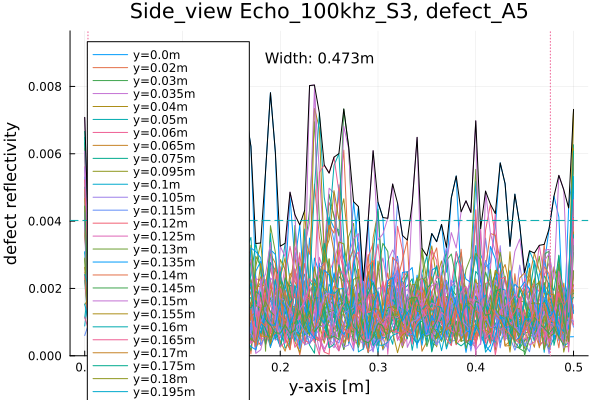 Side_view Echo_100khz_S3, defect_A5
Width: 0.473m
y=0.0m
y=0.02m
y=0.03m
y=0.035m
y=0.04m
y=0.05m
y=0.06m
y=0.065m
y=0.075m
y=0.095m
y=0.1m
y=0.105m
y=0.115m
y=0.12m
y=0.125m
y=0.13m
y=0.135m
y=0.14m
y=0.145m
y=0.15m
y=0.155m
y=0.16m
y=0.165m
y=0.17m
y=0.175m
y=0.18m
y=0.195m
defect reflectivity
0.008
0.006
0.004
0.002
0.000
0.
0.2
0.3
0.4
0.5
y-axis [m]